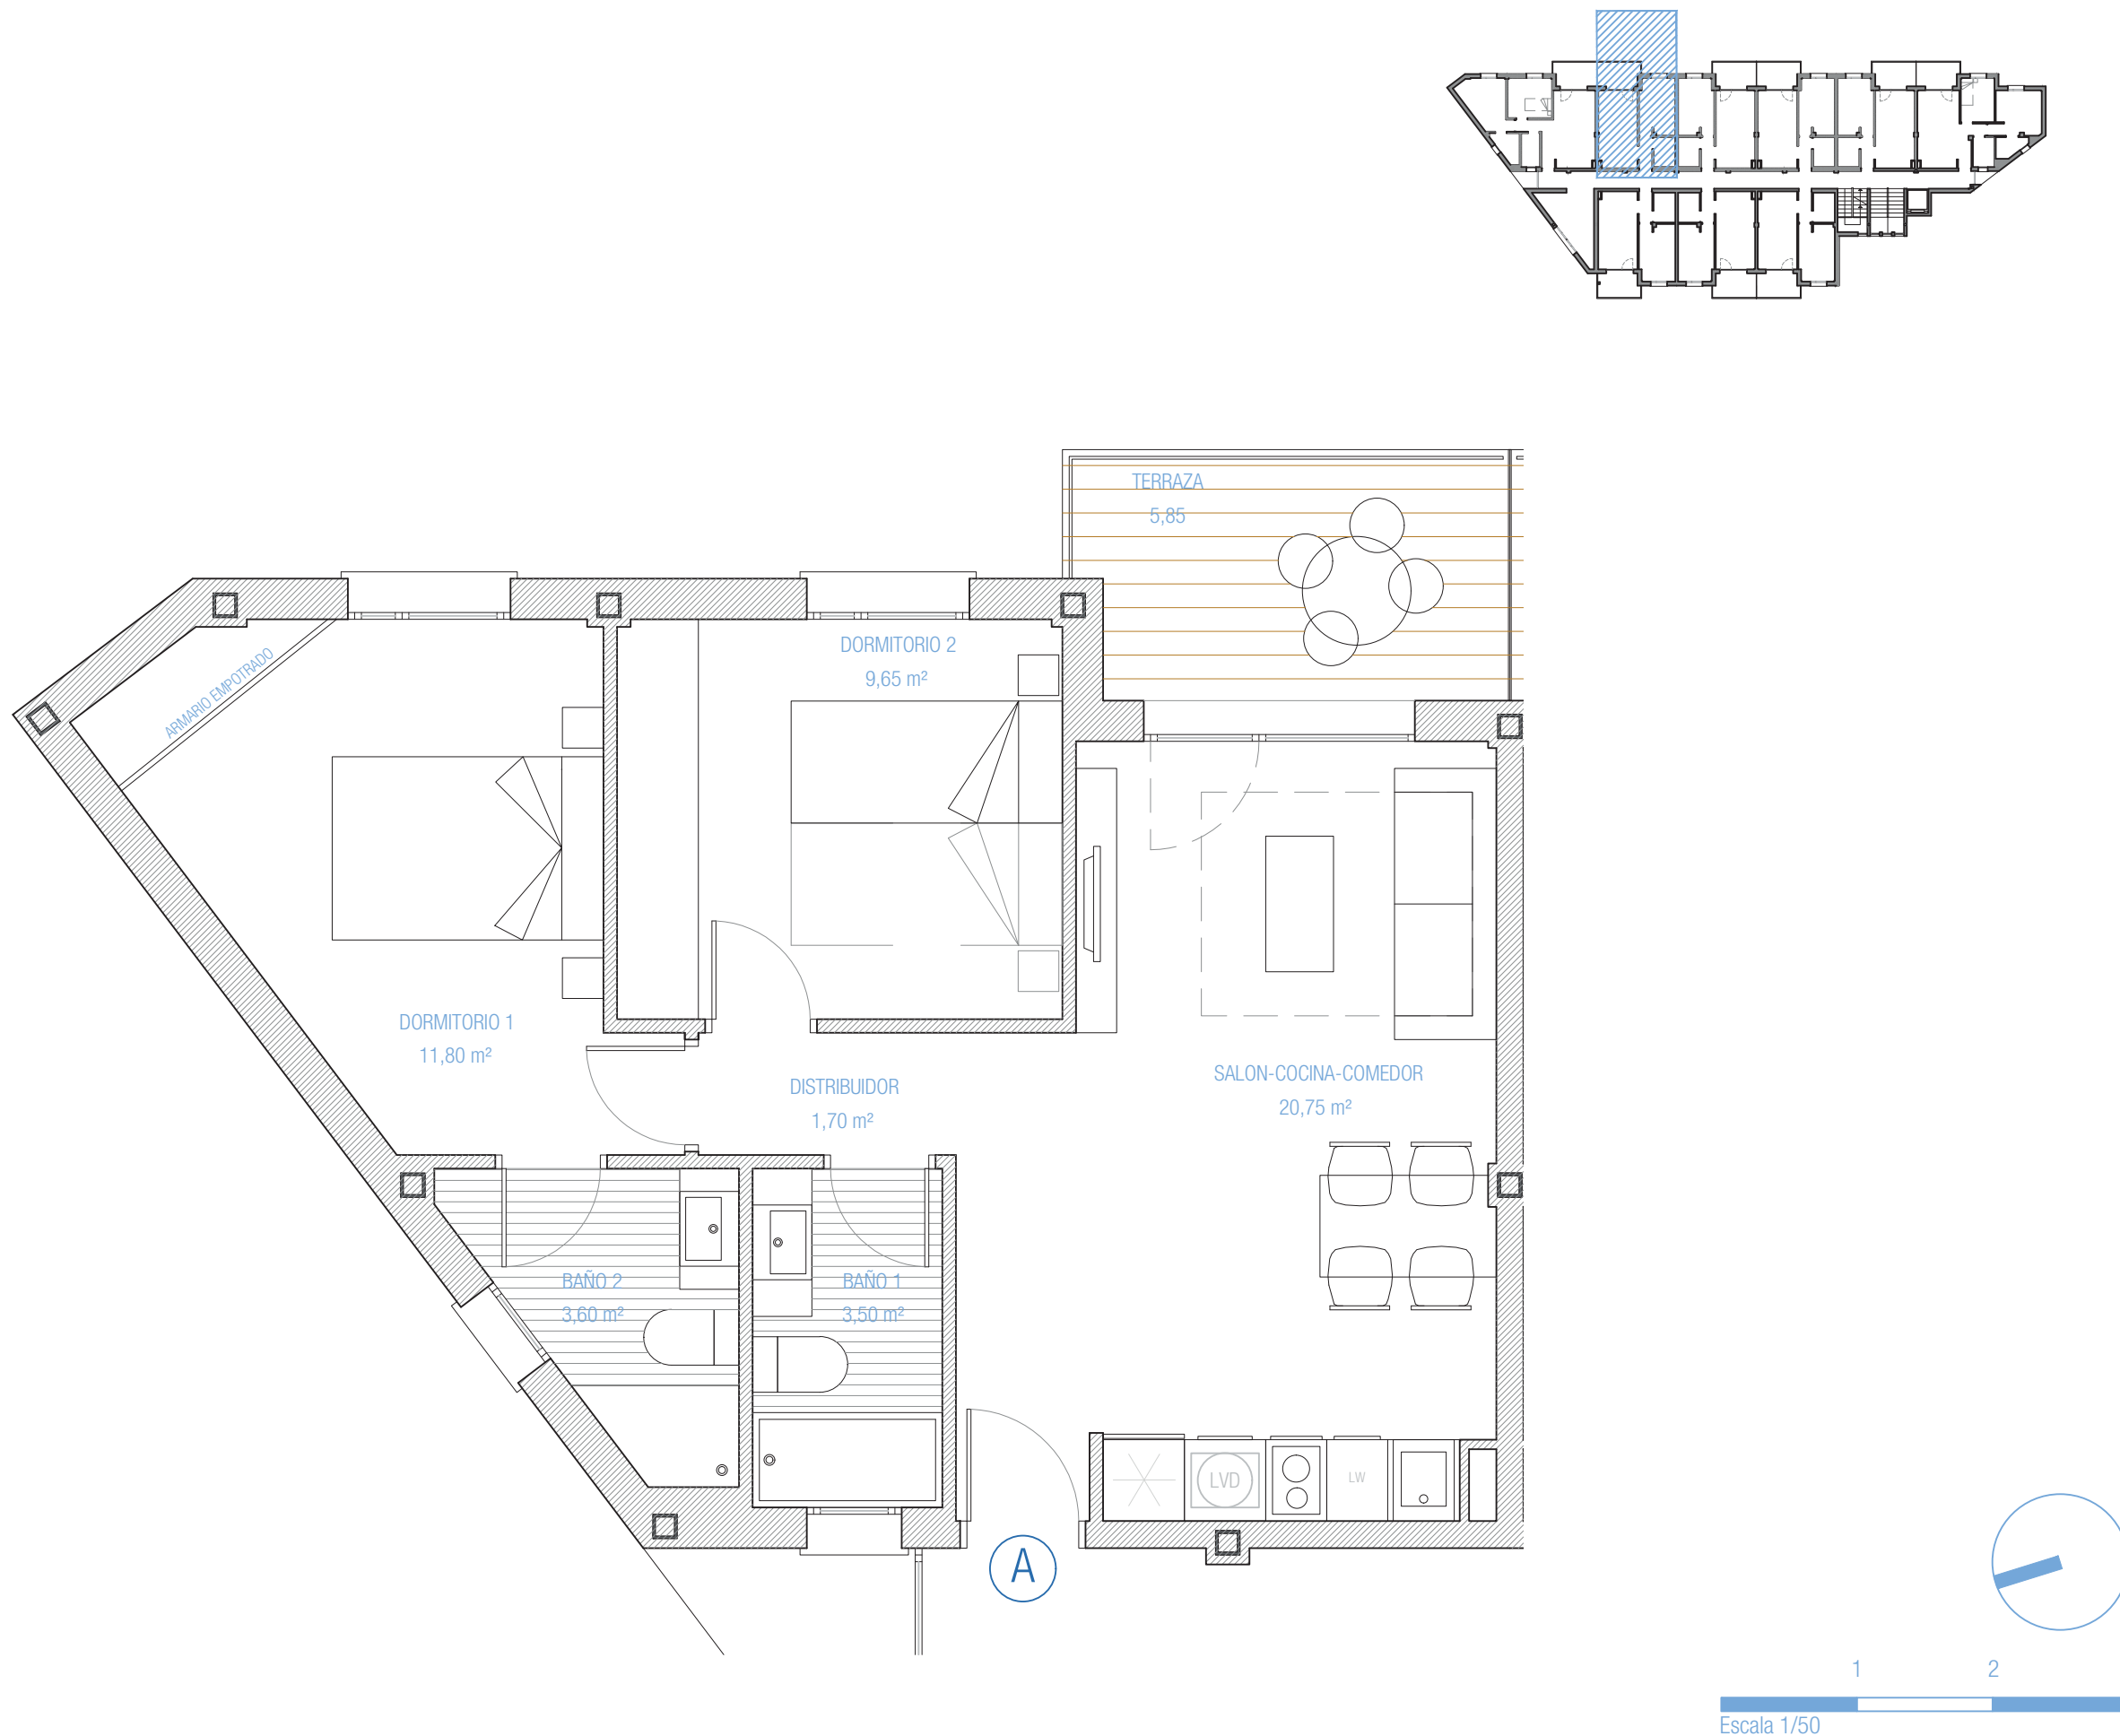 TERRAZA
5,85
DORMITORIO 2
9,65 m²
ARMARIO EMPOTRADO
DORMITORIO 1
11,80 m²
DISTRIBUIDOR
1,70 m²
SALON-COCINA-COMEDOR
20,75 m²
BAÑO 2
3,60 m²
BAÑO 1
3,50 m²
LVD
LW
A
1 2
Escala 1/50